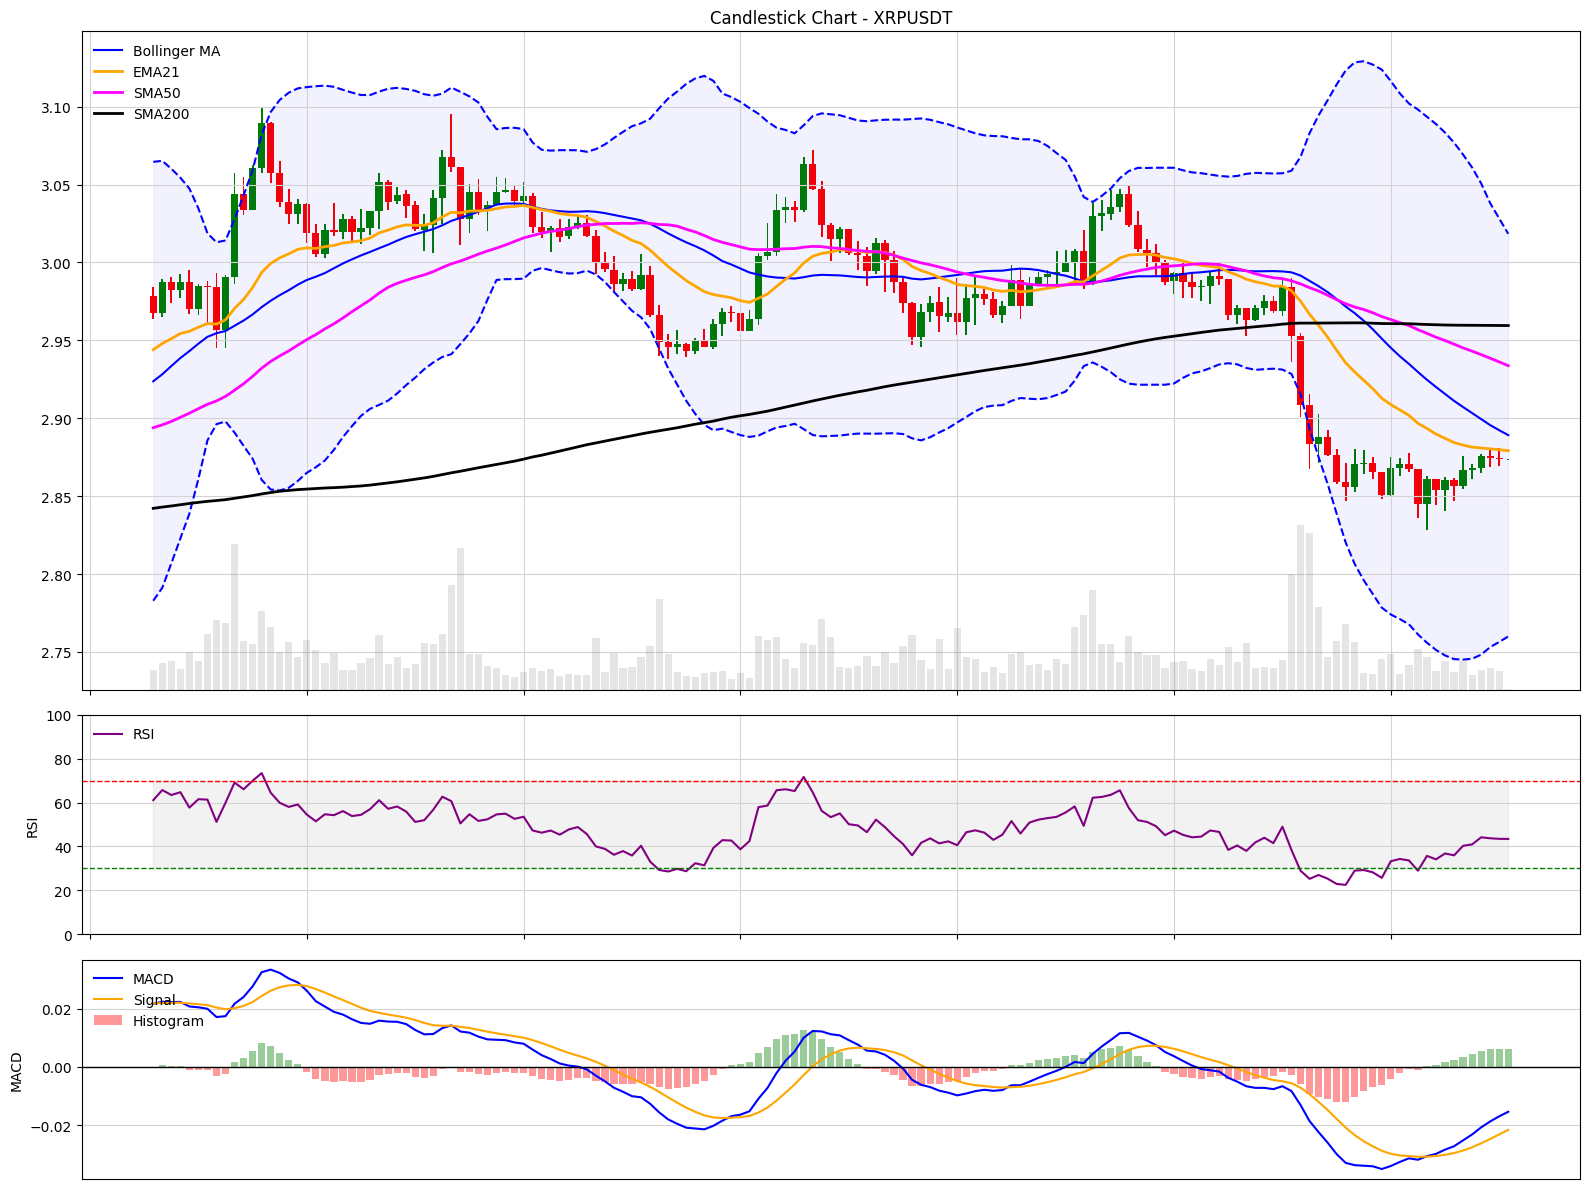 Candlestick Chart - XRPUSDT
Bollinger MA
EMA21
SMA50
SMA200
3.10
3.05
3.00
2.95
2.90
2.85
2.80
2.75
RSI
RSI
100
80
60
40
20
0
MACD
MACD
Signal
Histogram
0.02
0.00
−0.02